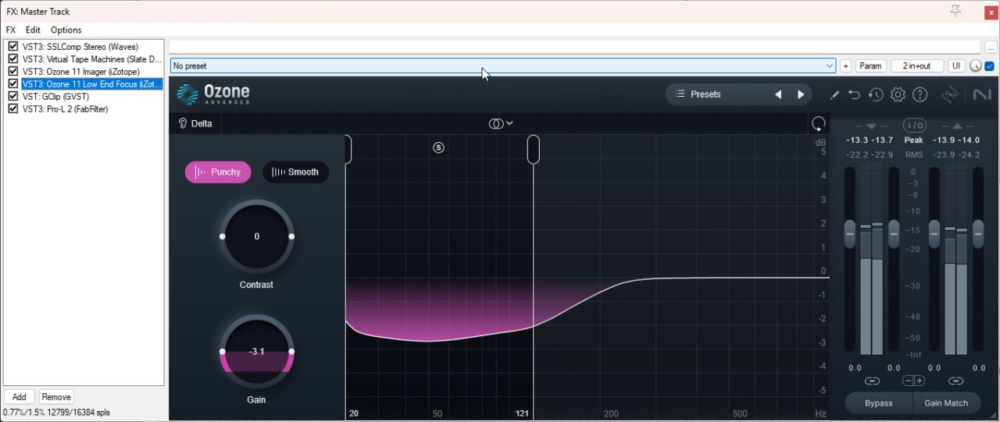 FX: Master Track
FX Edit Options
VST3: SSLComp Stereo (Waves)
VST3: Virtual Tape Machines (Slate D...
VST3: Ozone 11 Imager (iZotope)
VST3: Ozone 11 Low End Focus (iZot...
VST: GClip (GVST)
VST3: Pro-L 2 (FabFilter)
Add Remove
0.77%/1.5% 12799/16384 spls
...
No preset + Param 2 in+out UI
Ozone
ADVANCED
Presets
Delta
Punchy Smooth
0
Contrast
-3.1
Gain
S
dB
5
4
3
2
1
0
-1
-2
-3
-4
-5
20 50 121 200 500 Hz
I/O
-13.3 -13.7 Peak -13.9 -14.0
-22.2 -22.9 RMS -23.9 -24.2
0
-3
-6
-10
-15
-20
-30
-40
-50
-Inf
0.0 0.0 0.0 0.0
Bypass Gain Match